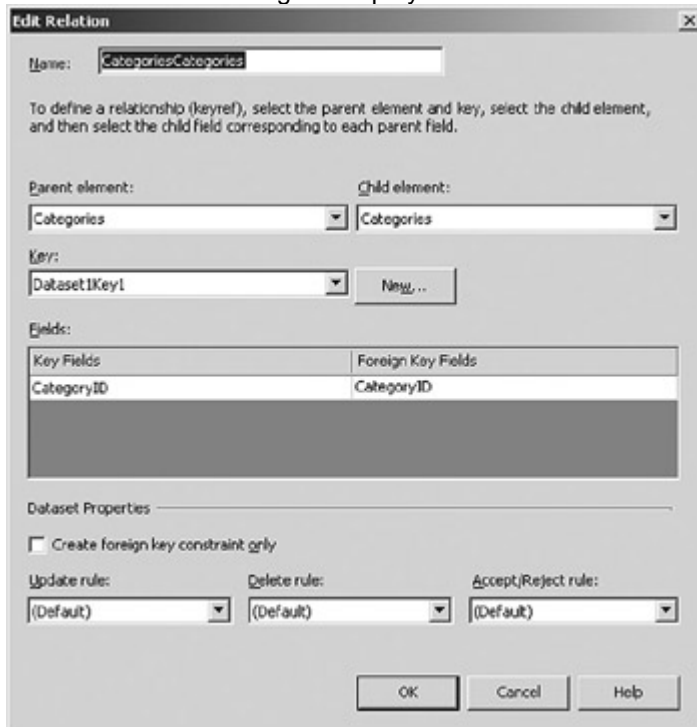 Edit Relation
Name: CategoriesCategories
To define a relationship (keyref), select the parent element and key, select the child element,
and then select the child field corresponding to each parent field.
Parent element: Child element:
Categories Categories
Key:
Dataset1Key1 New...
Fields:
Key Fields Foreign Key Fields
CategoryID CategoryID
Dataset Properties
Create foreign key constraint only
Update rule: Delete rule: Accept/Reject rule:
(Default) (Default) (Default)
OK Cancel Help